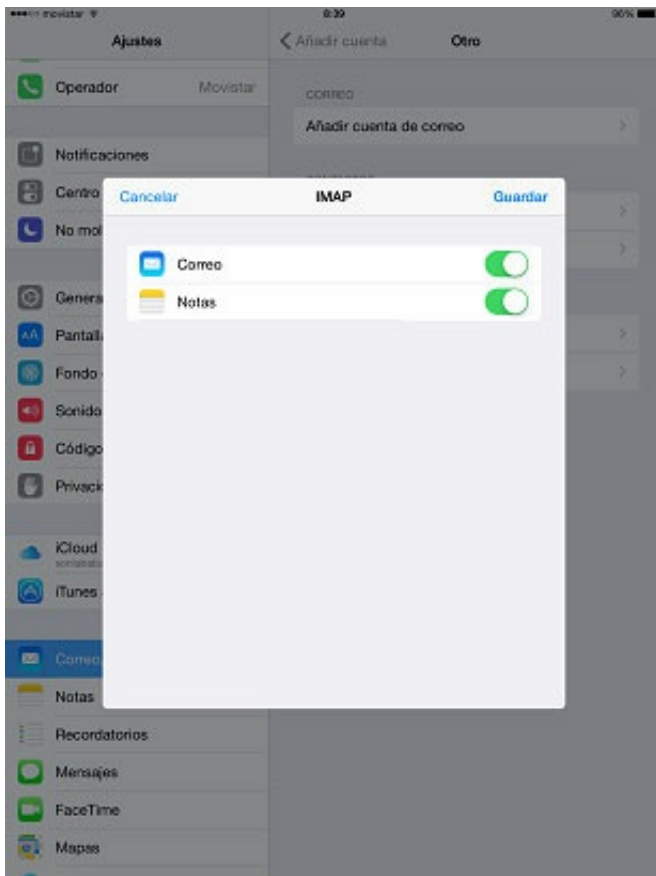 movistar 8:39 90%
Ajustes
Añadir cuenta
Otro
Operador Movistar
CORREO
Añadir cuenta de correo
Notificaciones
Centro
No mol
Cancelar IMAP Guardar
Correo
Notas
Genera
Pantall
Fondo
Sonido
Código
Privaci
iCloud
iTunes
Correo,
Notas
Recordatorios
Mensajes
FaceTime
Mapas